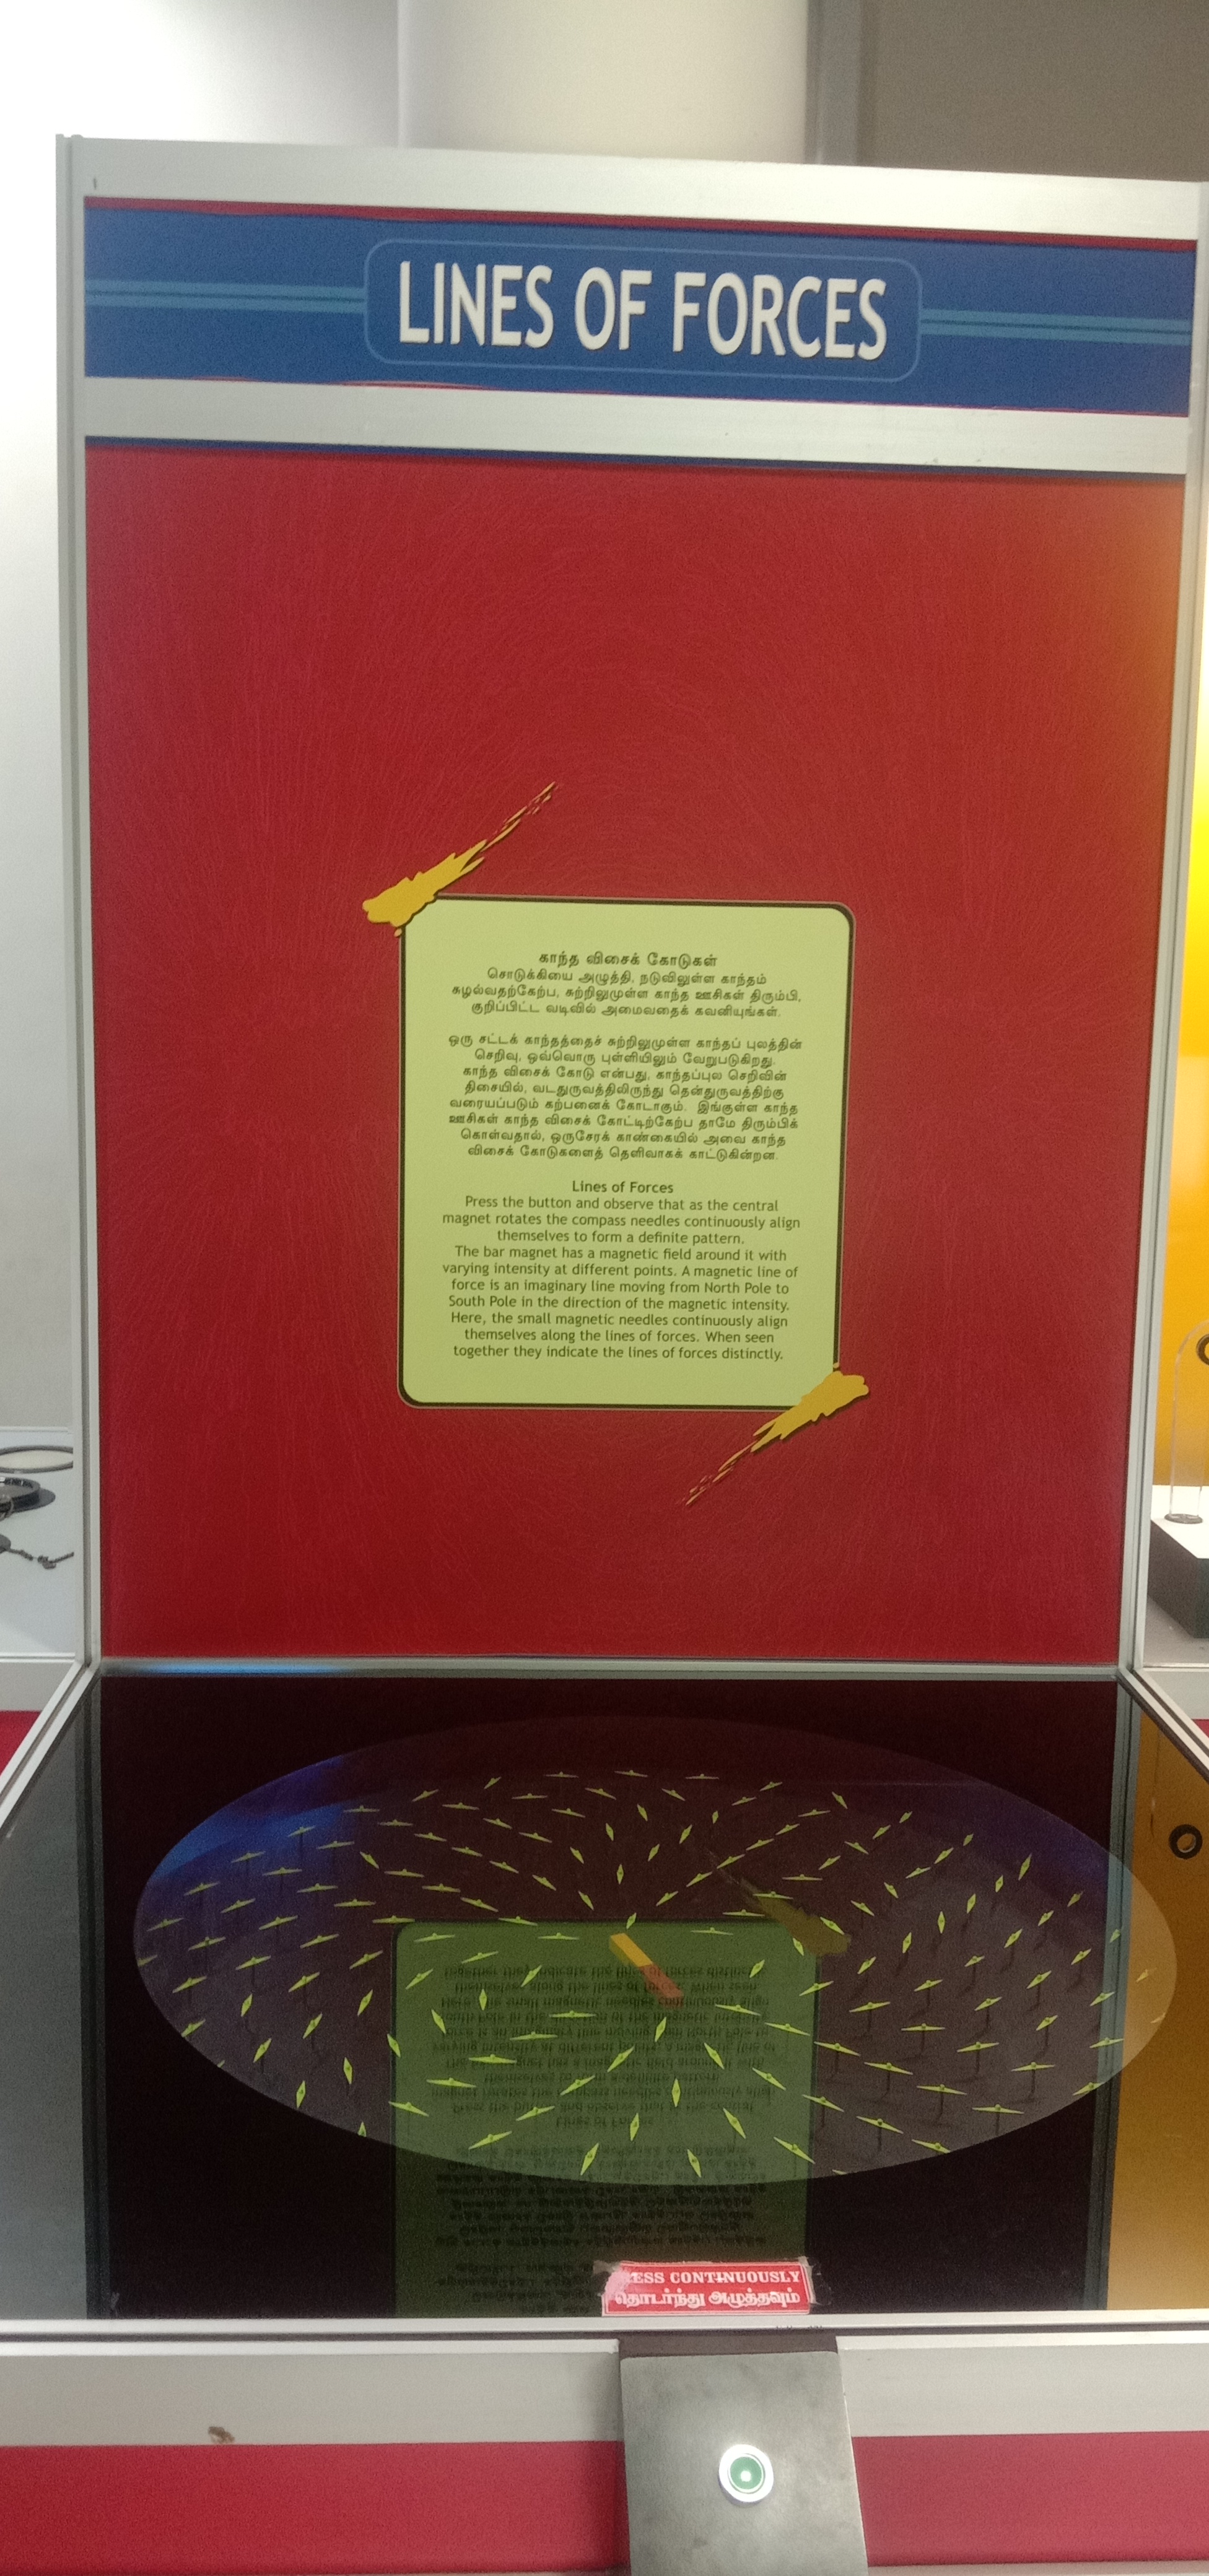 LINES OF FORCES
காந்த விசைக் கோடுகள்
சொடுக்கியை அழுத்தி, நடுவிலுள்ள காந்தம்
சுழல்வதற்கேற்ப, சுற்றிலுமுள்ள காந்த ஊசிகள் திரும்பி,
குறிப்பிட்ட வடிவில் அமைவதைக் கவனியுங்கள்.
ஒரு சட்டக் காந்தத்தைச் சுற்றிலுமுள்ள காந்தப் புலத்தின்
செறிவு, ஒவ்வொரு புள்ளியிலும் வேறுபடுகிறது.
காந்த விசைக் கோடு என்பது, காந்தப்புல செறிவின்
திசையில், வடதுருவத்திலிருந்து தென்துருவத்திற்கு
வரையப்படும் கற்பனைக் கோடாகும். இங்குள்ள காந்த
ஊசிகள் காந்த விசைக் கோட்டிற்கேற்ப தாமே திரும்பிக்
கொள்வதால், ஒருசேரக் காண்கையில் அவை காந்த
விசைக் கோடுகளைத் தெளிவாகக் காட்டுகின்றன.
Lines of Forces
Press the button and observe that as the central
magnet rotates the compass needles continuously align
themselves to form a definite pattern.
The bar magnet has a magnetic field around it with
varying intensity at different points. A magnetic line of
force is an imaginary line moving from North Pole to
South Pole in the direction of the magnetic intensity.
Here, the small magnetic needles continuously align
themselves along the lines of forces. When seen
together they indicate the lines of forces distinctly.
ESS CONTINUOUSLY
தொடர்ந்து அழுத்தவும்